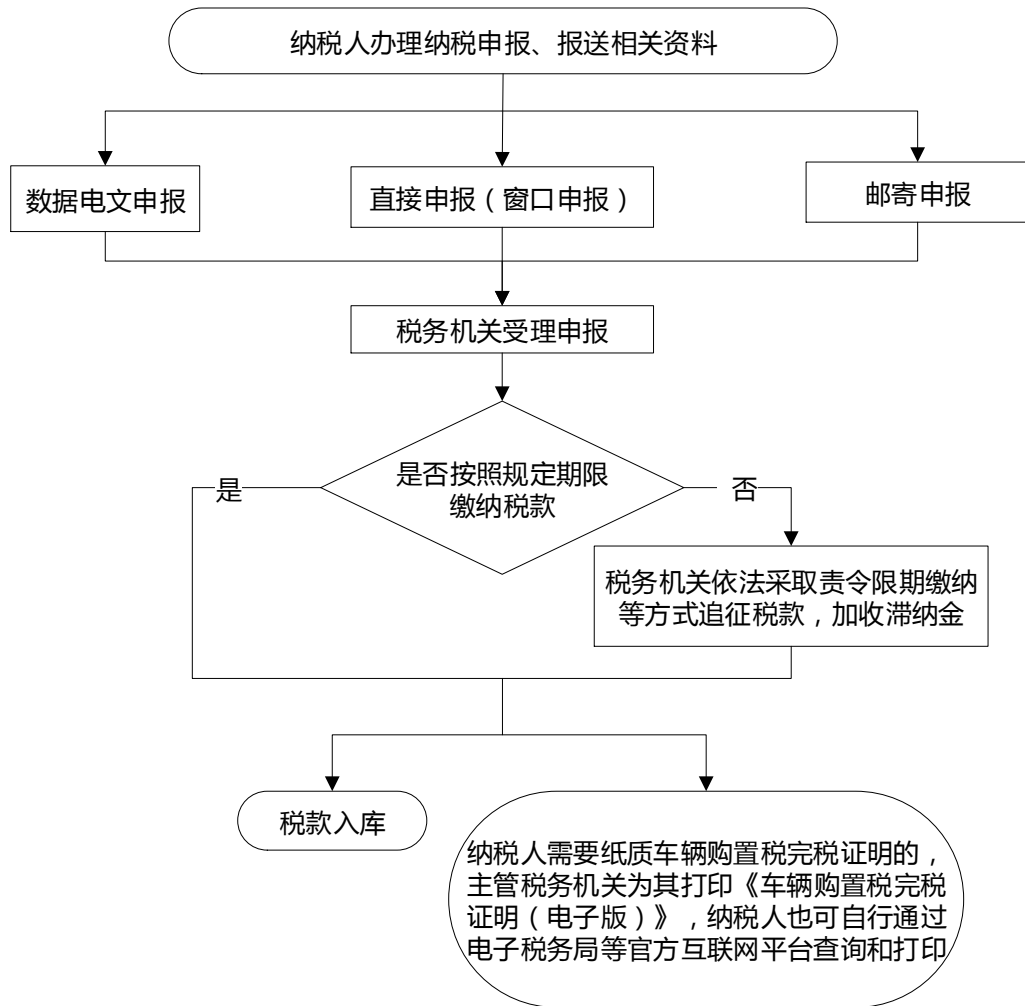 纳税人办理纳税申报、报送相关资料
数据电文申报
直接申报（窗口申报）
邮寄申报
税务机关受理申报
是否按照规定期限
缴纳税款
是
否
税务机关依法采取责令限期缴纳
等方式追征税款，加收滞纳金
税款入库
纳税人需要纸质车辆购置税完税证明的，
主管税务机关为其打印《车辆购置税完税
证明（电子版）》，纳税人也可自行通过
电子税务局等官方互联网平台查询和打印